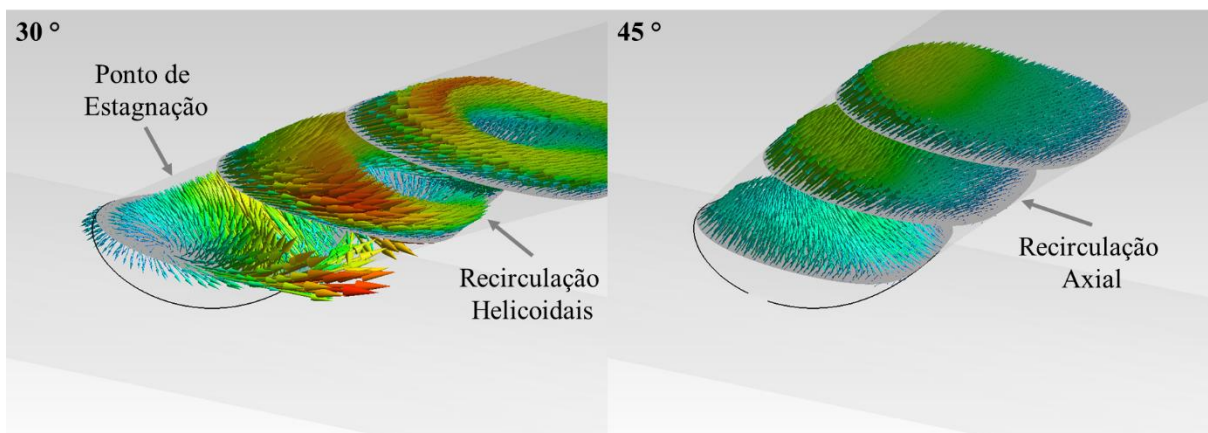 30 °
Ponto de
Estagnação
Recirculação
Helicoidais
45 °
Recirculação
Axial